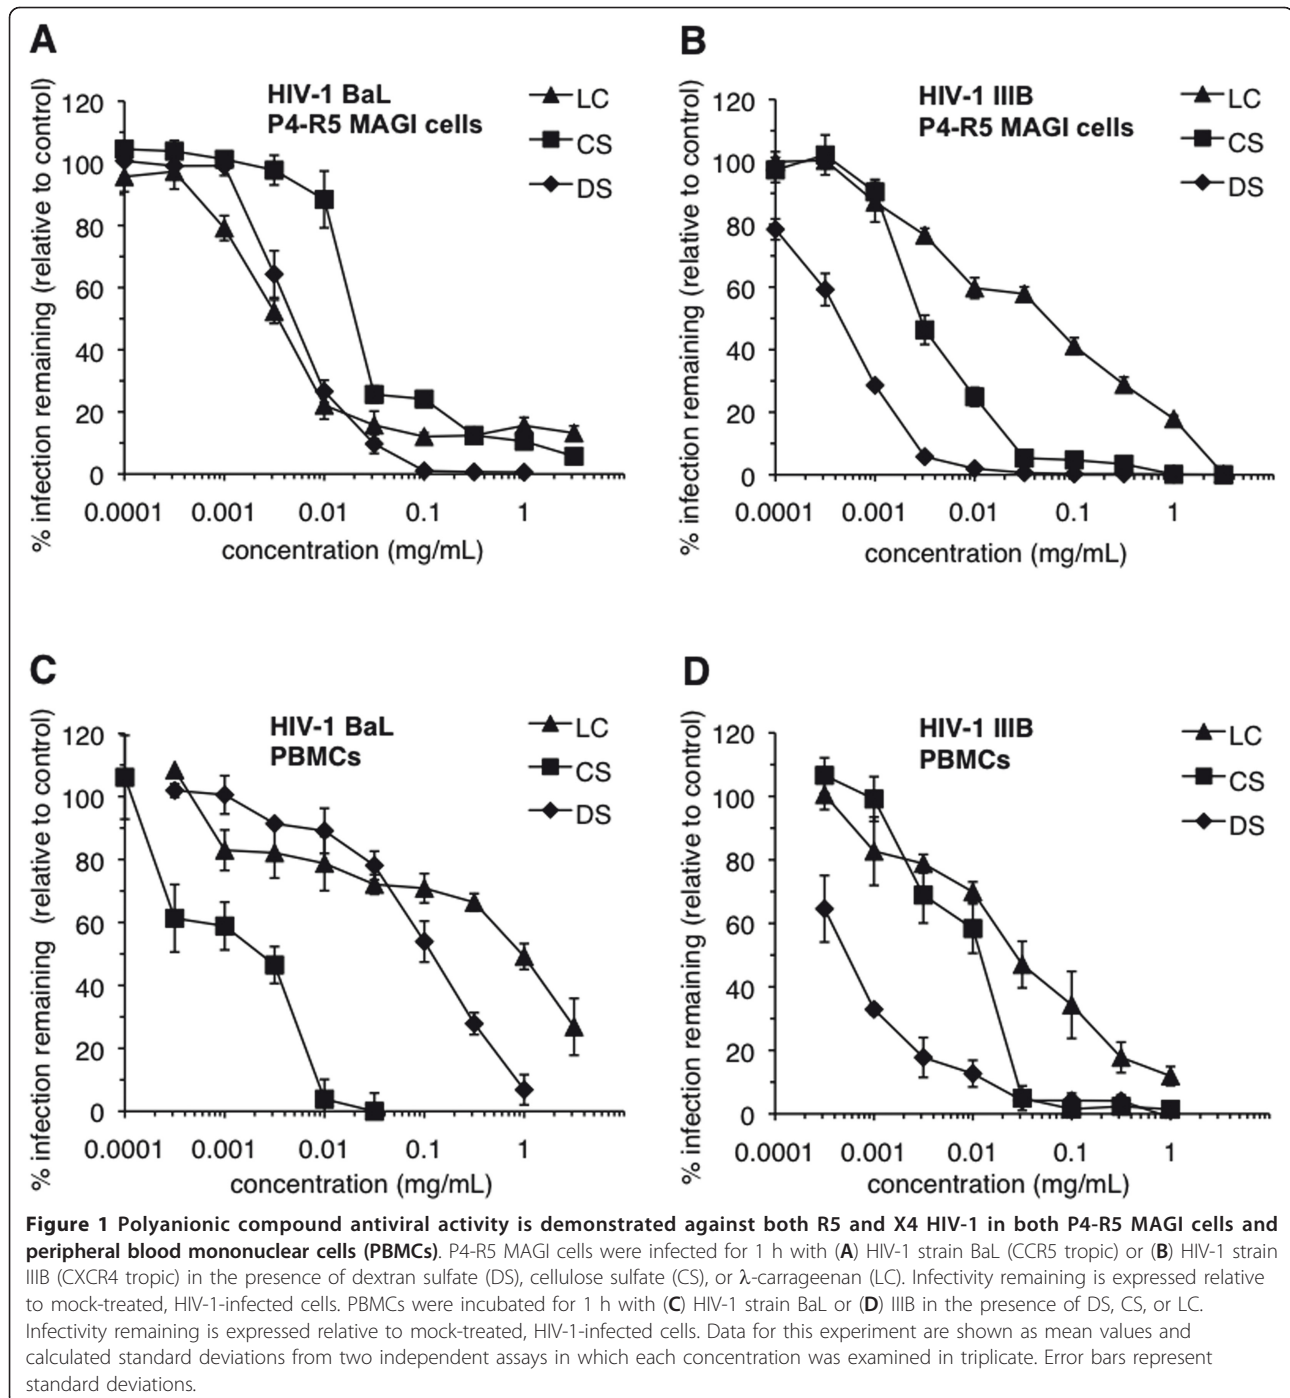 A
HIV-1 BaL
P4-R5 MAGI cells
LC
CS
DS
% infection remaining (relative to control)
120
100
80
60
40
20
0
0.0001 0.001 0.01 0.1 1
concentration (mg/mL)
B
HIV-1 IIIB
P4-R5 MAGI cells
LC
CS
DS
% infection remaining (relative to control)
120
100
80
60
40
20
0
0.0001 0.001 0.01 0.1 1
concentration (mg/mL)
C
HIV-1 BaL
PBMCs
LC
CS
DS
% infection remaining (relative to control)
120
100
80
60
40
20
0
0.0001 0.001 0.01 0.1 1
concentration (mg/mL)
D
HIV-1 IIIB
PBMCs
LC
CS
DS
% infection remaining (relative to control)
120
100
80
60
40
20
0
0.0001 0.001 0.01 0.1 1
concentration (mg/mL)
Figure 1 Polyanionic compound antiviral activity is demonstrated against both R5 and X4 HIV-1 in both P4-R5 MAGI cells and
peripheral blood mononuclear cells (PBMCs). P4-R5 MAGI cells were infected for 1 h with (A) HIV-1 strain BaL (CCR5 tropic) or (B) HIV-1 strain
IIIB (CXCR4 tropic) in the presence of dextran sulfate (DS), cellulose sulfate (CS), or λ-carrageenan (LC). Infectivity remaining is expressed relative
to mock-treated, HIV-1-infected cells. PBMCs were incubated for 1 h with (C) HIV-1 strain BaL or (D) IIIB in the presence of DS, CS, or LC.
Infectivity remaining is expressed relative to mock-treated, HIV-1-infected cells. Data for this experiment are shown as mean values and
calculated standard deviations from two independent assays in which each concentration was examined in triplicate. Error bars represent
standard deviations.